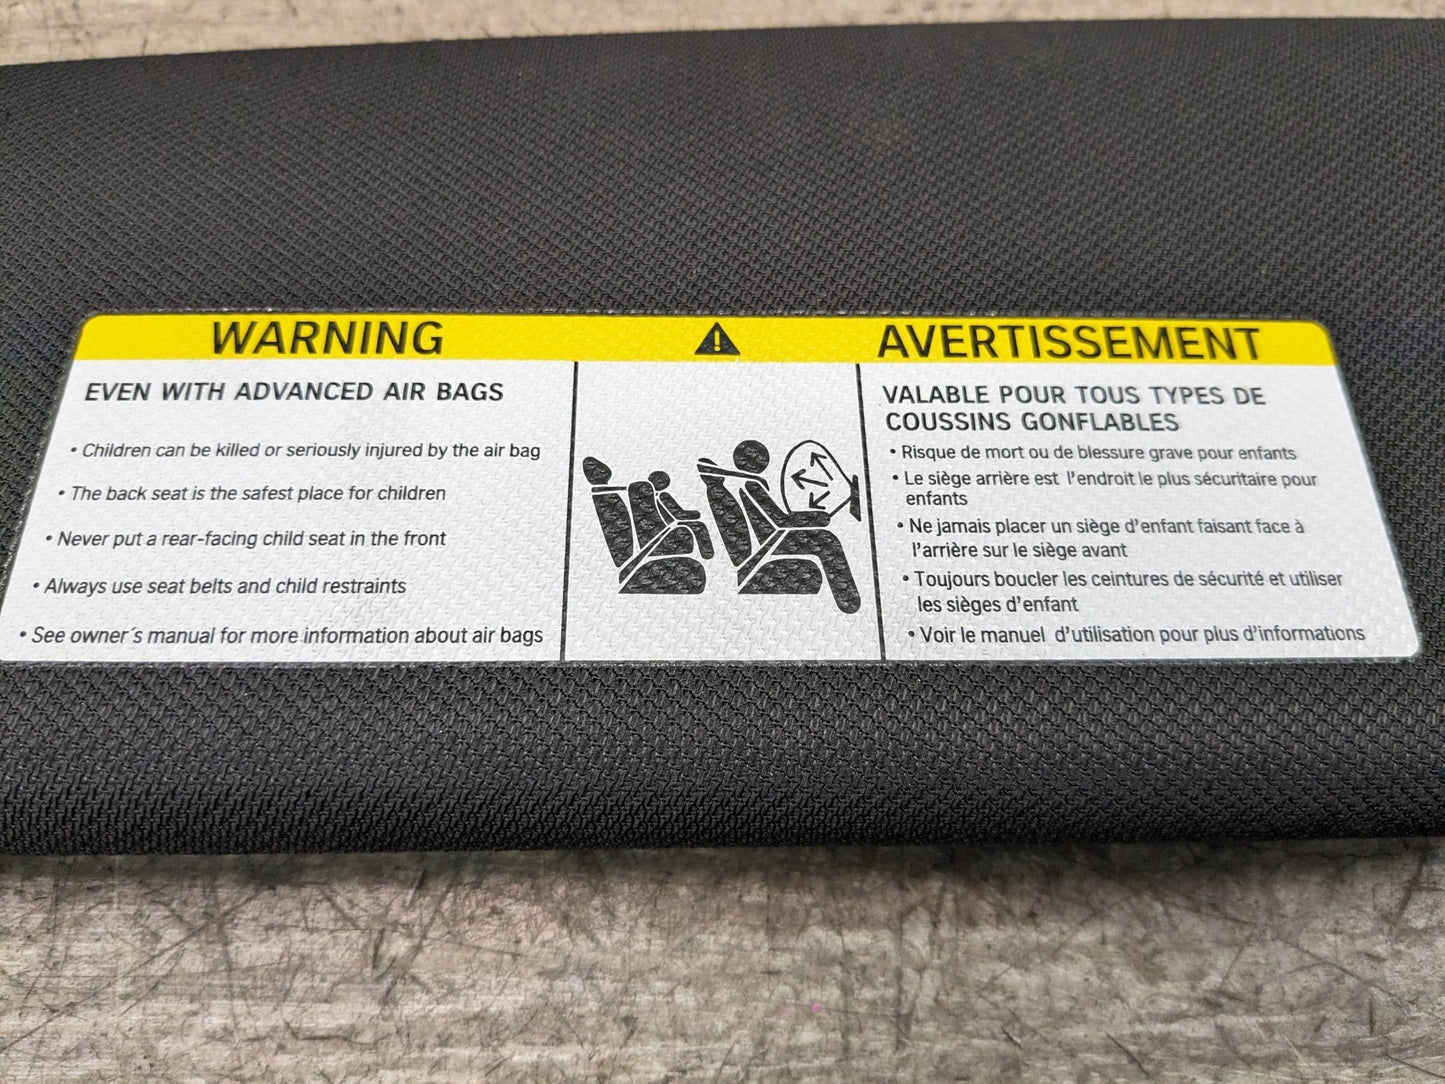 WARNING
EVEN WITH ADVANCED AIR BAGS
• Children can be killed or seriously injured by the air bag
• The back seat is the safest place for children
• Never put a rear-facing child seat in the front
• Always use seat belts and child restraints
• See owner´s manual for more information about air bags
AVERTISSEMENT
VALABLE POUR TOUS TYPES DE
COUSSINS GONFLABLES
• Risque de mort ou de blessure grave pour enfants
• Le siège arrière est l'endroit le plus sécuritaire pour
enfants
• Ne jamais placer un siège d'enfant faisant face à
l'arrière sur le siège avant
• Toujours boucler les ceintures de sécurité et utiliser
les sièges d'enfant
• Voir le manuel d'utilisation pour plus d'informations